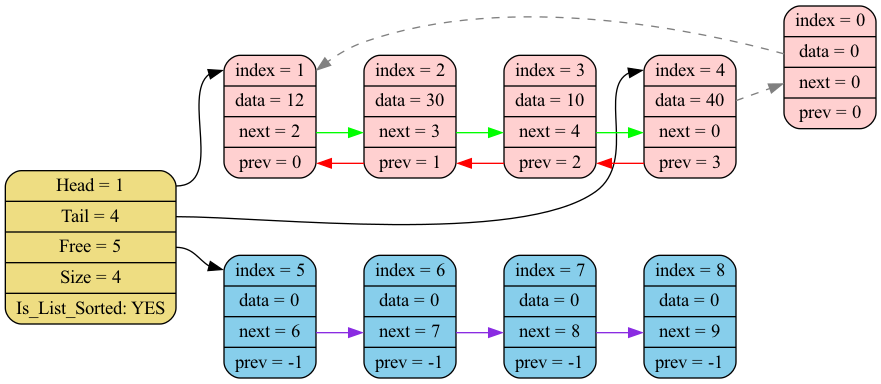 index = 0
data = 0
next = 0
prev = 0
index = 1
data = 12
next = 2
prev = 0
index = 2
data = 30
next = 3
prev = 1
index = 3
data = 10
next = 4
prev = 2
index = 4
data = 40
next = 0
prev = 3
Head = 1
Tail = 4
Free = 5
Size = 4
Is_List_Sorted: YES
index = 5
data = 0
next = 6
prev = -1
index = 6
data = 0
next = 7
prev = -1
index = 7
data = 0
next = 8
prev = -1
index = 8
data = 0
next = 9
prev = -1